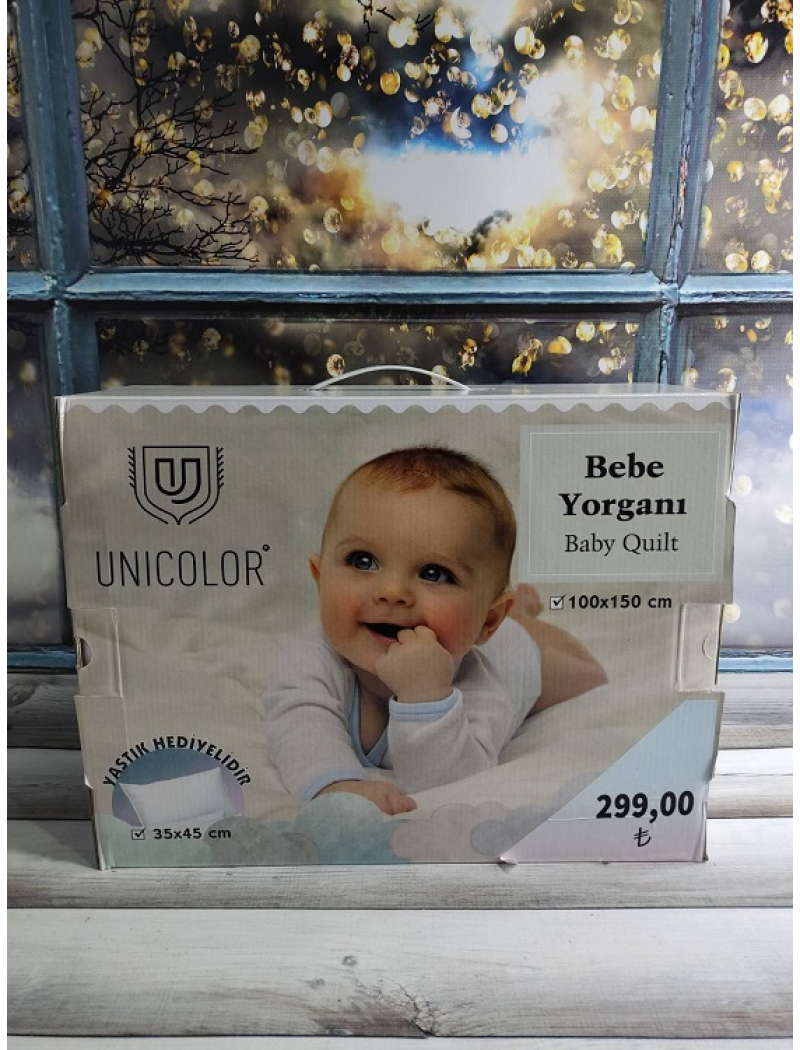 UNICOLOR
Bebe
Yorganı
Baby Quilt
100x150 cm
YASTIK HEDİYELİDİR
35x45 cm
299,00
₺